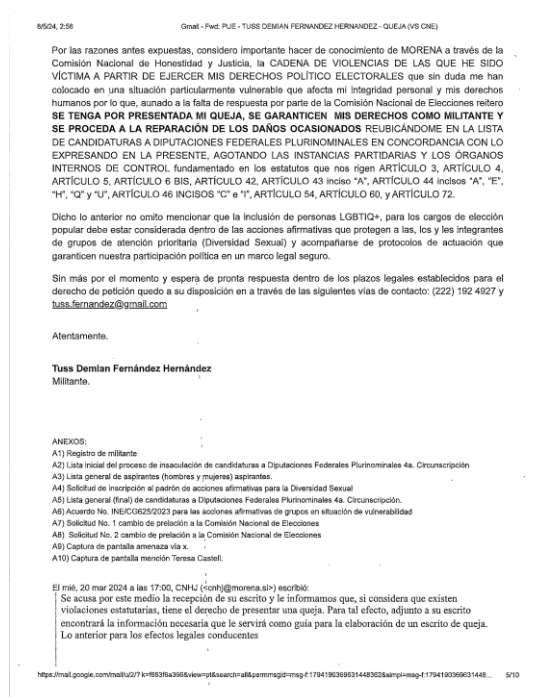 8/5/24, 2:56 Gmail - Fwd: PUE - TUSS DEMIAN FERNANDEZ HERNANDEZ - QUEJA (VS CNE)
Por las razones antes expuestas, considero importante hacer de conocimiento de MORENA a través de la
Comisión Nacional de Honestidad y Justicia, la CADENA DE VIOLENCIAS DE LAS QUE HE SIDO
VÍCTIMA A PARTIR DE EJERCER MIS DERECHOS POLÍTICO ELECTORALES que sin duda me han
colocado en una situación particularmente vulnerable que afecta mi integridad personal y mis derechos
humanos por lo que, aunado a la falta de respuesta por parte de la Comisión Nacional de Elecciones reitero
SE TENGA POR PRESENTADA MI QUEJA, SE GARANTICEN MIS DERECHOS COMO MILITANTE Y
SE PROCEDA A LA REPARACIÓN DE LOS DAÑOS OCASIONADOS REUBICÁNDOME EN LA LISTA
DE CANDIDATURAS A DIPUTACIONES FEDERALES PLURINOMINALES EN CONCORDANCIA CON LO
EXPRESANDO EN LA PRESENTE, AGOTANDO LAS INSTANCIAS PARTIDARIAS Y LOS ÓRGANOS
INTERNOS DE CONTROL fundamentado en los estatutos que nos rigen ARTÍCULO 3, ARTÍCULO 4,
ARTÍCULO 5, ARTÍCULO 6 BIS, ARTÍCULO 42, ARTÍCULO 43 inciso "A", ARTÍCULO 44 incisos "A", "E",
"H", "Q" y "U", ARTÍCULO 46 INCISOS "C" e "I", ARTÍCULO 54, ARTÍCULO 60, y ARTÍCULO 72.
Dicho lo anterior no omito mencionar que la inclusión de personas LGBTIQ+, para los cargos de elección
popular debe estar considerada dentro de las acciones afirmativas que protegen a las, los y les integrantes
de grupos de atención prioritaria (Diversidad Sexual) y acompañarse de protocolos de actuación que
garanticen nuestra participación política en un marco legal seguro.
Sin más por el momento y espera de pronta respuesta dentro de los plazos legales establecidos para el
derecho de petición quedo a su disposición en a través de las siguientes vías de contacto: (222) 192 4927 y
tuss.fernandez@gmail.com
Atentamente.
Tuss Demian Fernández Hernández
Militante.
ANEXOS:
A1) Registro de militante
A2) Lista inicial del proceso de insaculación de candidaturas a Diputaciones Federales Plurinominales 4a. Circunscripción
A3) Lista general de aspirantes (hombres y mujeres) aspirantes.
A4) Solicitud de inscripción al padrón de acciones afirmativas para la Diversidad Sexual
A5) Lista general (final) de candidaturas a Diputaciones Federales Plurinominales 4a. Circunscripción.
A6) Acuerdo No. INE/CG625/2023 para las acciones afirmativas de grupos en situación de vulnerabilidad
A7) Solicitud No. 1 cambio de prelación a la Comisión Nacional de Elecciones
A8) Solicitud No. 2 cambio de prelación a la Comisión Nacional de Elecciones
A9) Captura de pantalla amenaza vía x.
A10) Captura de pantalla mención Teresa Castell.
El mié, 20 mar 2024 a las 17:00, CNHJ (<cnhj@morena.si>) escribió:
Se acusa por este medio la recepción de su escrito y le informamos que, si considera que existen
violaciones estatutarias, tiene el derecho de presentar una queja. Para tal efecto, adjunto a su escrito
encontrará la información necesaria que le servirá como guía para la elaboración de un escrito de queja.
Lo anterior para los efectos legales conducentes
5/10